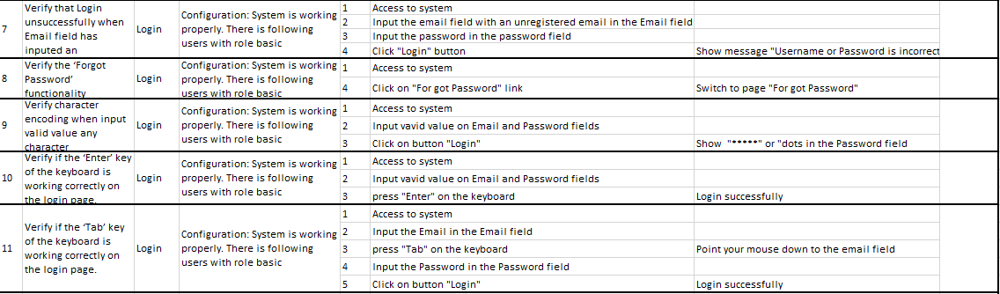 7
Verify that Login
unsuccessfully when
Email field has
inputed an
Login
Configuration: System is working
properly. There is following
users with role basic
1 Access to system
2 Input the email field with an unregistered email in the Email field
3 Input the password in the password field
4 Click "Login" button Show message "Username or Password is incorrect
8
Verify the ‘Forgot
Password’
functionality
Login
Configuration: System is working
properly. There is following
users with role basic
1 Access to system
4 Click on "For got Password" link Switch to page "For got Password"
9
Verify character
encoding when input
valid value any
character
Login
Configuration: System is working
properly. There is following
users with role basic
1 Access to system
2 Input vavid value on Email and Password fields
3 Click on button "Login" Show "*****" or "dots in the Password field
10
Verify if the ‘Enter’ key
of the keyboard is
working correctly on
the login page.
Login
Configuration: System is working
properly. There is following
users with role basic
1 Access to system
2 Input vavid value on Email and Password fields
3 press "Enter" on the keyboard Login successfully
11
Verify if the ‘Tab’ key
of the keyboard is
working correctly on
the login page.
Login
Configuration: System is working
properly. There is following
users with role basic
1 Access to system
2 Input the Email in the Email field
3 press "Tab" on the keyboard Point your mouse down to the email field
4 Input the Password in the Password field
5 Click on button "Login" Login successfully